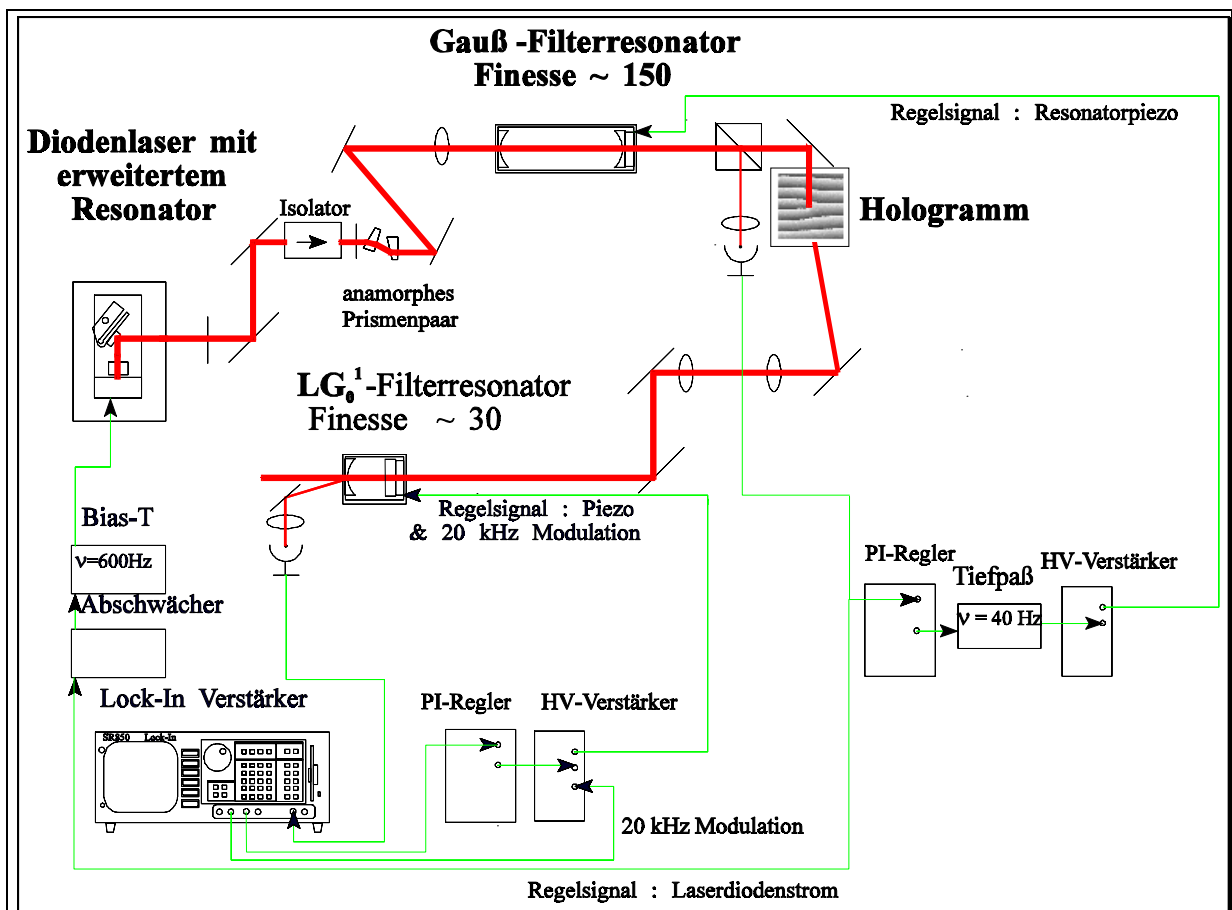 Gauß -Filterresonator
Finesse ~ 150
Regelsignal : Resonatorpiezo
Diodenlaser mit
erweitertem
Resonator
Isolator
Hologramm
anamorphes
Prismenpaar
LG₀¹-Filterresonator
Finesse ~ 30
Regelsignal : Piezo
& 20 kHz Modulation
Bias-T
ν=600Hz
Abschwächer
PI-Regler
Tiefpaß
HV-Verstärker
ν = 40 Hz
Lock-In Verstärker
PI-Regler
HV-Verstärker
SR850 Lock-In
20 kHz Modulation
Regelsignal : Laserdiodenstrom